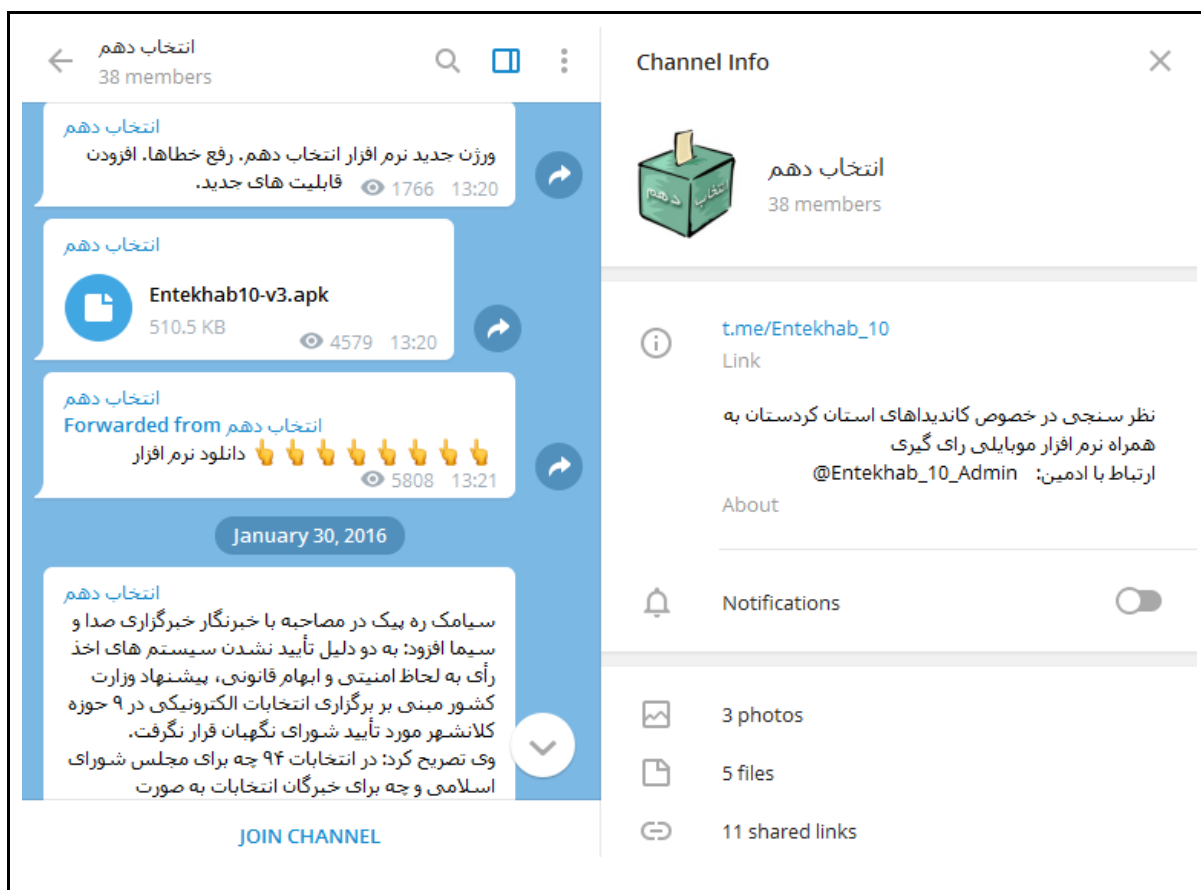 انتخاب دهم
38 members
انتخاب دهم
ورژن جدید نرم افزار انتخاب دهم. رفع خطاها. افزودن
قابلیت های جدید.
1766 13:20
انتخاب دهم
Entekhab10-v3.apk
510.5 KB
4579 13:20
انتخاب دهم
Forwarded from انتخاب دهم
👆👆👆👆👆👆👆👆 دانلود نرم افزار
5808 13:21
January 30, 2016
انتخاب دهم
سیامک ره پیک در مصاحبه با خبرنگار خبرگزاری صدا و
سیما افزود: به دو دلیل تأیید نشدن سیستم های اخذ
رأی به لحاظ امنیتی و ابهام قانونی، پیشنهاد وزارت
کشور مبنی بر برگزاری انتخابات الکترونیکی در ۹ حوزه
کلانشهر مورد تأیید شورای نگهبان قرار نگرفت.
وی تصریح کرد: در انتخابات ۹۴ چه برای مجلس شورای
اسلامی و چه برای خبرگان انتخابات به صورت
JOIN CHANNEL
Channel Info
انتخاب دهم
انتخاب دهم
38 members
t.me/Entekhab_10
Link
نظر سنجی در خصوص کاندیداهای استان کردستان به
همراه نرم افزار موبایلی رای گیری
ارتباط با ادمین: @Entekhab_10_Admin
About
Notifications
3 photos
5 files
11 shared links